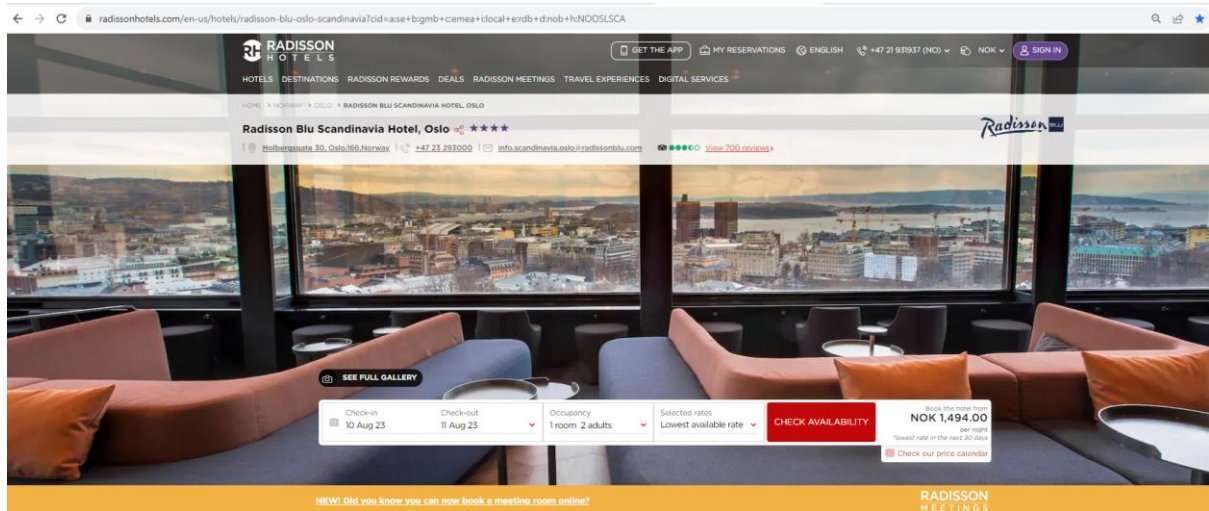 radissonhotels.com/en-us/hotels/radisson-blu-oslo-scandinavia?cid=a:se+b:gmb+c:emea+i:local+e:rdb+d:nob+h:NOOSLSCA
RH RADISSON HOTELS
GET THE APP MY RESERVATIONS ENGLISH +47 21 931937 (NO) NOK SIGN IN
HOTELS DESTINATIONS RADISSON REWARDS DEALS RADISSON MEETINGS TRAVEL EXPERIENCES DIGITAL SERVICES
HOME > NORWAY > OSLO > RADISSON BLU SCANDINAVIA HOTEL, OSLO
Radisson Blu Scandinavia Hotel, Oslo ★★★★
Radisson BLU
| Holbergsgate 30, Oslo,166,Norway | +47 23 293000 | info.scandinavia.oslo@radissonblu.com View 700 reviews>
SEE FULL GALLERY
Check-in Check-out Occupancy Selected rates
10 Aug 23 11 Aug 23 1 room 2 adults Lowest available rate CHECK AVAILABILITY
Book this hotel from
NOK 1,494.00
per night
*lowest rate in the next 30 days
Check our price calendar
NEW! Did you know you can now book a meeting room online?
RADISSON
MEETINGS